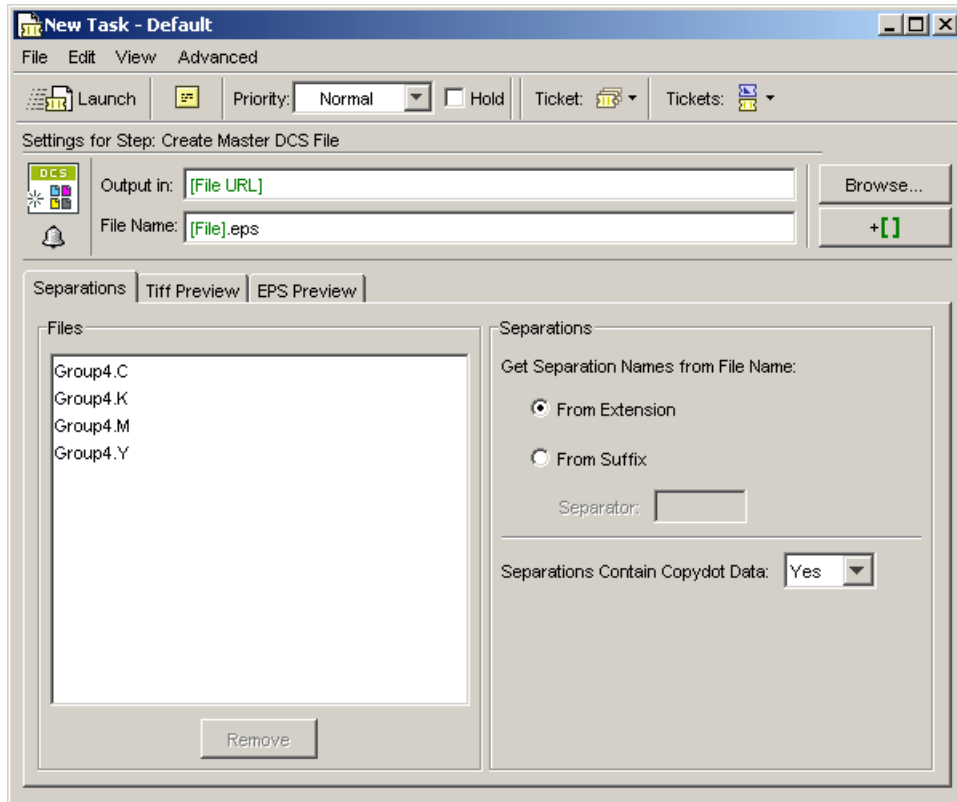 New Task - Default
File Edit View Advanced
Launch Priority: Normal Hold Ticket: Tickets:
Settings for Step: Create Master DCS File
DCS
Output in: [File URL] Browse...
File Name: [File].eps +[]
Separations Tiff Preview EPS Preview
Files
Group4.C
Group4.K
Group4.M
Group4.Y
Remove
Separations
Get Separation Names from File Name:
From Extension
From Suffix
Separator:
Separations Contain Copydot Data: Yes